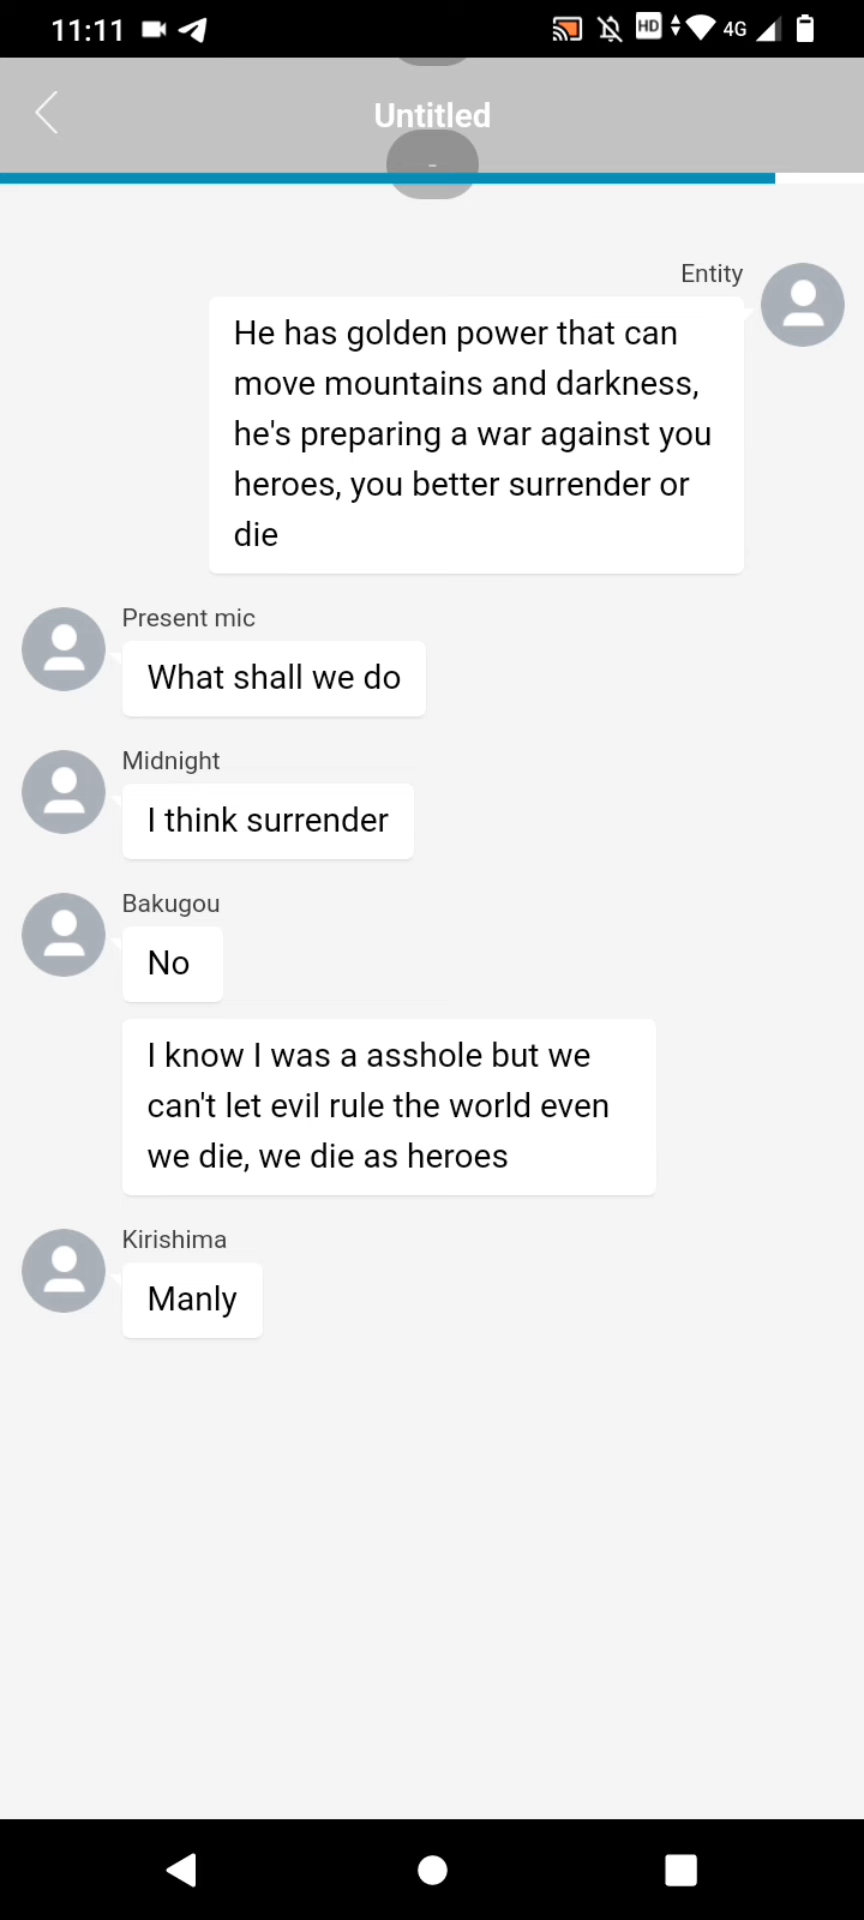 11:11
HD
4G
Untitled
-
Entity
He has golden power that can
move mountains and darkness,
he's preparing a war against you
heroes, you better surrender or
die
Present mic
What shall we do
Midnight
I think surrender
Bakugou
No
I know I was a asshole but we
can't let evil rule the world even
we die, we die as heroes
Kirishima
Manly